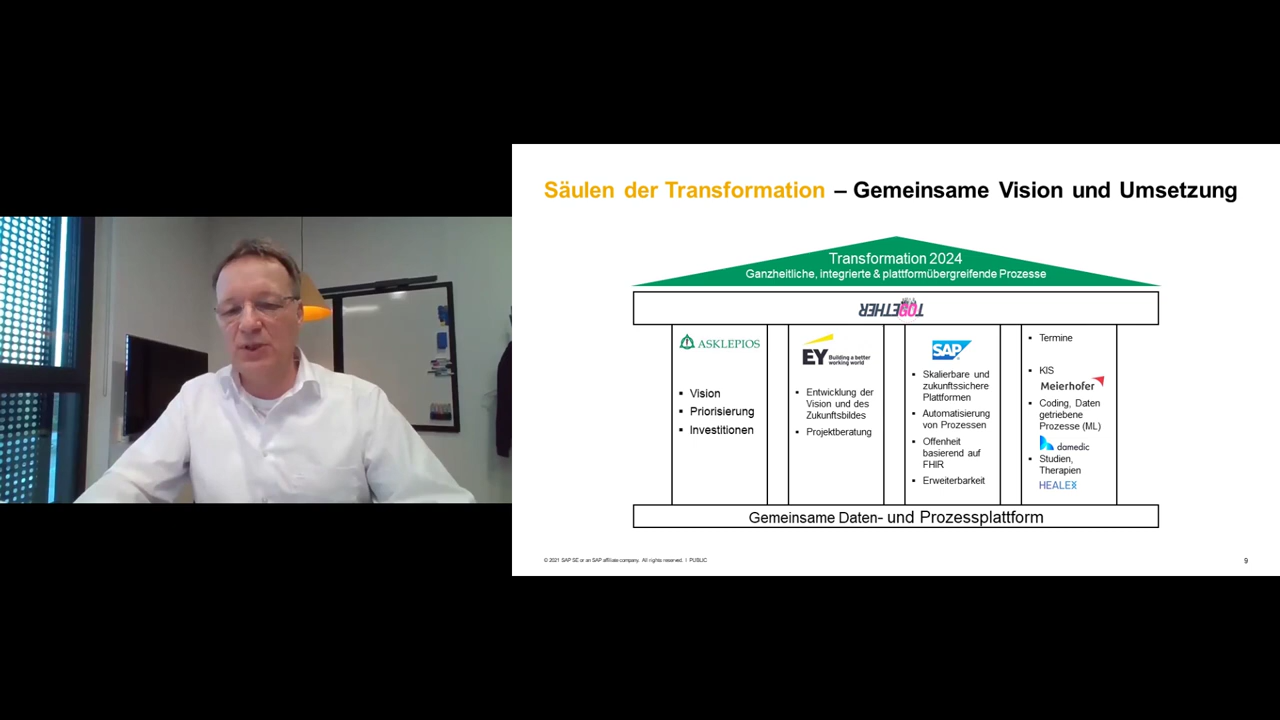 Säulen der Transformation – Gemeinsame Vision und Umsetzung
Transformation 2024
Ganzheitliche, integrierte & plattformübergreifende Prozesse
TOGETHER
ASKLEPIOS
▪ Vision
▪ Priorisierung
▪ Investitionen
EY Building a better
working world
▪ Entwicklung der
Vision und des
Zukunftsbildes
▪ Projektberatung
SAP
▪ Skalierbare und
zukunftssichere
Plattformen
▪ Automatisierung
von Prozessen
▪ Offenheit
basierend auf
FHIR
▪ Erweiterbarkeit
▪ Termine
▪ KIS
Meierhofer
▪ Coding, Daten
getriebene
Prozesse (ML)
damedic
▪ Studien,
Therapien
HEALEX
Gemeinsame Daten- und Prozessplattform
© 2021 SAP SE or an SAP affiliate company. All rights reserved. ǀ PUBLIC
9